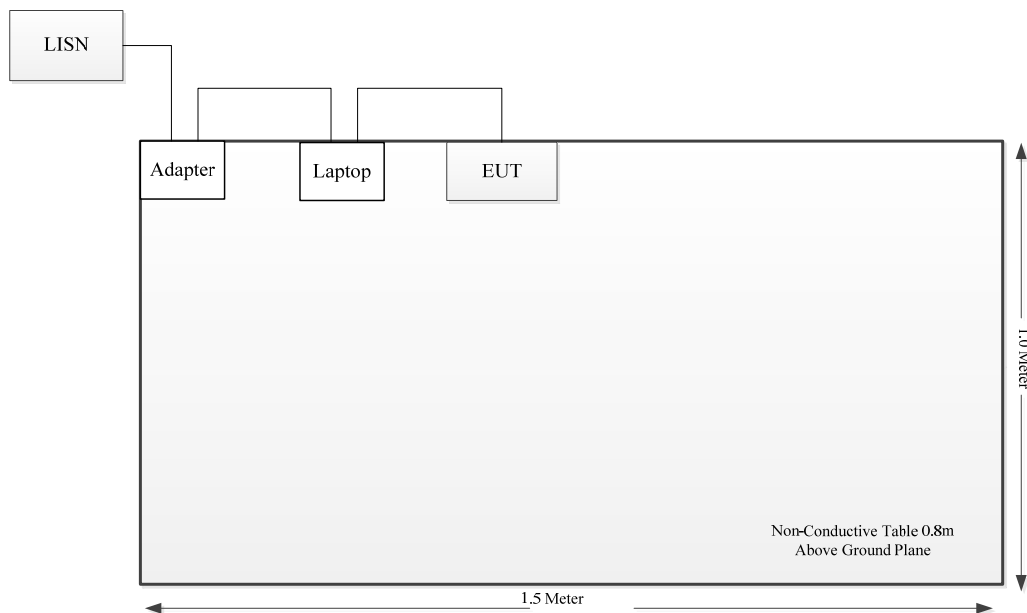 LISN
Adapter
Laptop
EUT
1.0 Meter
Non-Conductive Table 0.8m
Above Ground Plane
1.5 Meter